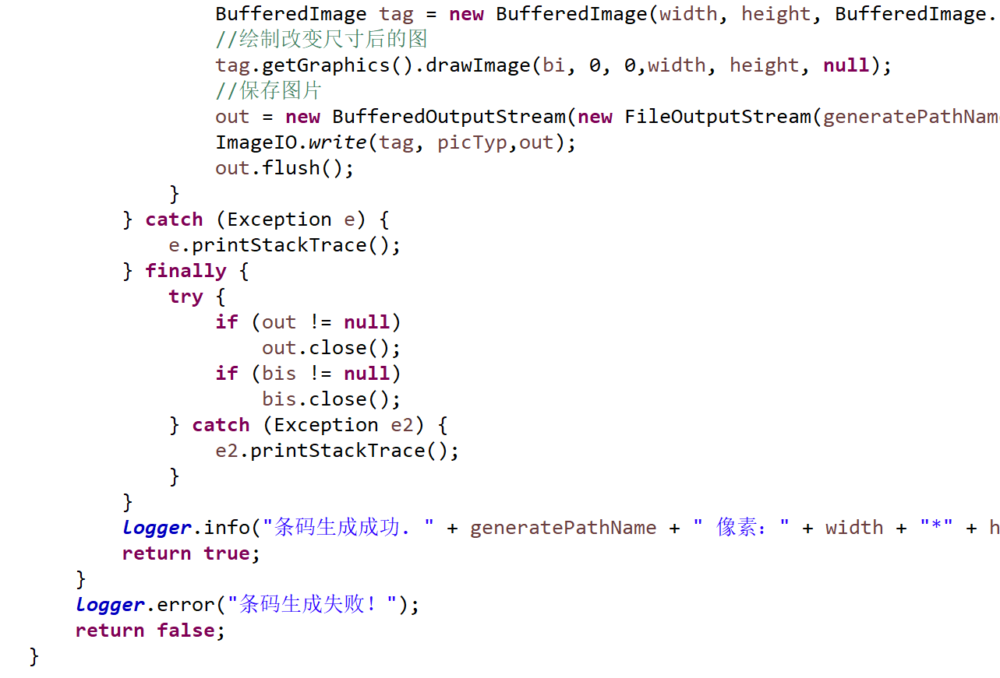 BufferedImage tag = new BufferedImage(width, height, BufferedImage.
//绘制改变尺寸后的图
tag.getGraphics().drawImage(bi, 0, 0,width, height, null);
//保存图片
out = new BufferedOutputStream(new FileOutputStream(generatePathNam
ImageIO.write(tag, picTyp,out);
out.flush();
}
} catch (Exception e) {
e.printStackTrace();
} finally {
try {
if (out != null)
out.close();
if (bis != null)
bis.close();
} catch (Exception e2) {
e2.printStackTrace();
}
}
logger.info("条码生成成功. " + generatePathName + " 像素: " + width + "*" + h
return true;
}
logger.error("条码生成失败! ");
return false;
}